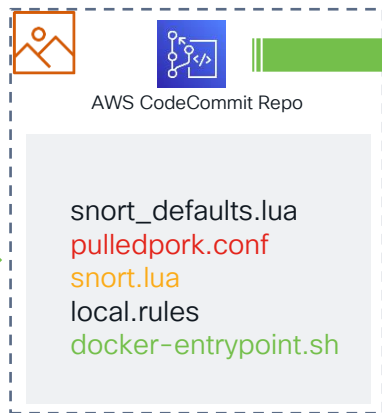 AWS CodeCommit Repo
snort_defaults.lua
pulledpork.conf
snort.lua
local.rules
docker-entrypoint.sh